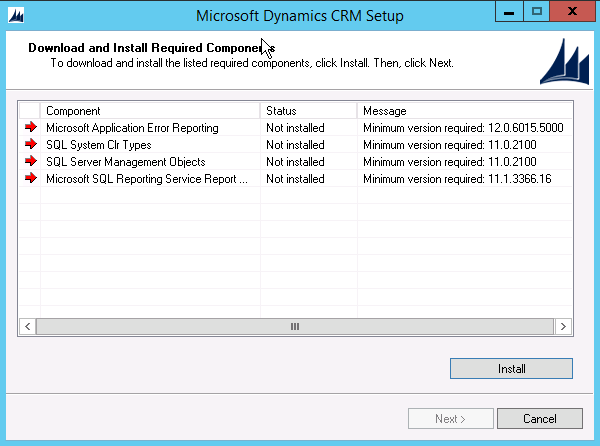 Microsoft Dynamics CRM Setup
Download and Install Required Components
To download and install the listed required components, click Install. Then, click Next.
Component Status Message
Microsoft Application Error Reporting Not installed Minimum version required: 12.0.6015.5000
SQL System Clr Types Not installed Minimum version required: 11.0.2100
SQL Server Management Objects Not installed Minimum version required: 11.0.2100
Microsoft SQL Reporting Service Report ... Not installed Minimum version required: 11.1.3366.16
Install
Next > Cancel